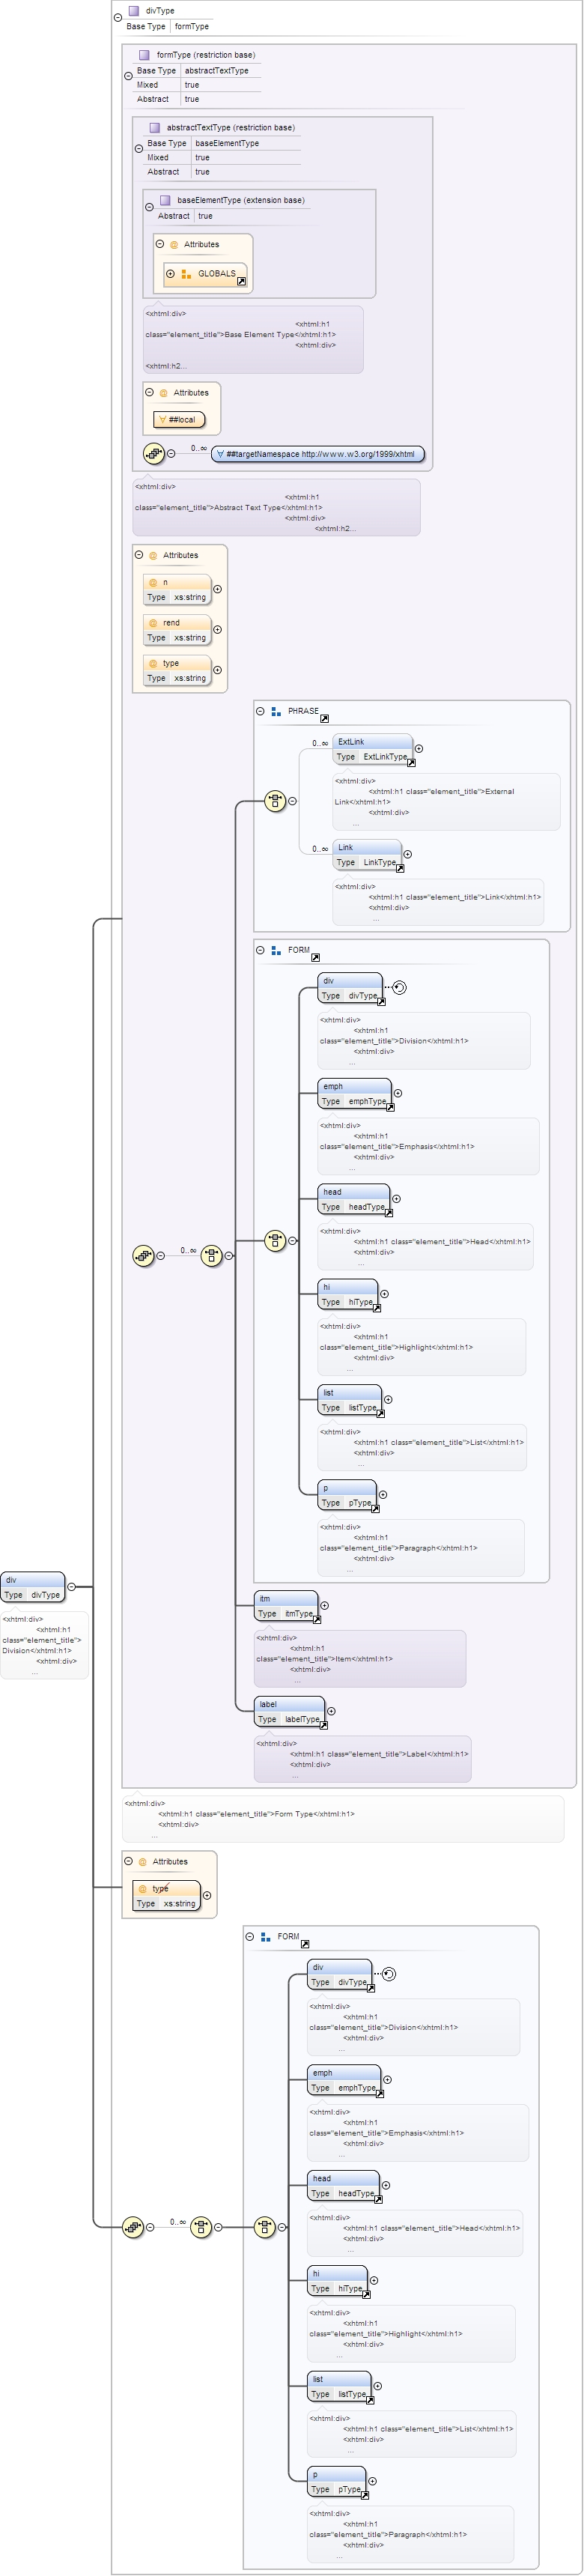 divType
Base Type formType
formType (restriction base)
Base Type abstractTextType
Mixed true
Abstract true
abstractTextType (restriction base)
Base Type baseElementType
Mixed true
Abstract true
baseElementType (extension base)
Abstract true
@ Attributes
GLOBALS
<xhtml:div>
<xhtml:h1
class="element_title">Base Element Type</xhtml:h1>
<xhtml:div>
<xhtml:h2...
@ Attributes
##local
0..∞ ##targetNamespace http://www.w3.org/1999/xhtml
<xhtml:div>
<xhtml:h1
class="element_title">Abstract Text Type</xhtml:h1>
<xhtml:div>
<xhtml:h2...
@ Attributes
@ n
Type xs:string
@ rend
Type xs:string
@ type
Type xs:string
PHRASE
0..∞ ExtLink
Type ExtLinkType
<xhtml:div>
<xhtml:h1 class="element_title">External
Link</xhtml:h1>
<xhtml:div>
...
0..∞ Link
Type LinkType
<xhtml:div>
<xhtml:h1 class="element_title">Link</xhtml:h1>
<xhtml:div>
...
FORM
div
Type divType
<xhtml:div>
<xhtml:h1
class="element_title">Division</xhtml:h1>
<xhtml:div>
...
emph
Type emphType
<xhtml:div>
<xhtml:h1
class="element_title">Emphasis</xhtml:h1>
<xhtml:div>
...
head
Type headType
<xhtml:div>
<xhtml:h1 class="element_title">Head</xhtml:h1>
<xhtml:div>
...
0..∞
hi
Type hiType
<xhtml:div>
<xhtml:h1
class="element_title">Highlight</xhtml:h1>
<xhtml:div>
...
list
Type listType
<xhtml:div>
<xhtml:h1 class="element_title">List</xhtml:h1>
<xhtml:div>
...
p
Type pType
<xhtml:div>
<xhtml:h1
class="element_title">Paragraph</xhtml:h1>
<xhtml:div>
...
div
Type divType
<xhtml:div>
<xhtml:h1
class="element_title">
Division</xhtml:h1>
<xhtml:div>
...
itm
Type itmType
<xhtml:div>
<xhtml:h1
class="element_title">Item</xhtml:h1>
<xhtml:div>
...
label
Type labelType
<xhtml:div>
<xhtml:h1 class="element_title">Label</xhtml:h1>
<xhtml:div>
...
<xhtml:div>
<xhtml:h1 class="element_title">Form Type</xhtml:h1>
<xhtml:div>
...
@ Attributes
@ type
Type xs:string
FORM
div
Type divType
<xhtml:div>
<xhtml:h1
class="element_title">Division</xhtml:h1>
<xhtml:div>
...
emph
Type emphType
<xhtml:div>
<xhtml:h1
class="element_title">Emphasis</xhtml:h1>
<xhtml:div>
...
head
Type headType
0..∞
<xhtml:div>
<xhtml:h1 class="element_title">Head</xhtml:h1>
<xhtml:div>
...
hi
Type hiType
<xhtml:div>
<xhtml:h1
class="element_title">Highlight</xhtml:h1>
<xhtml:div>
...
list
Type listType
<xhtml:div>
<xhtml:h1 class="element_title">List</xhtml:h1>
<xhtml:div>
...
p
Type pType
<xhtml:div>
<xhtml:h1
class="element_title">Paragraph</xhtml:h1>
<xhtml:div>
...